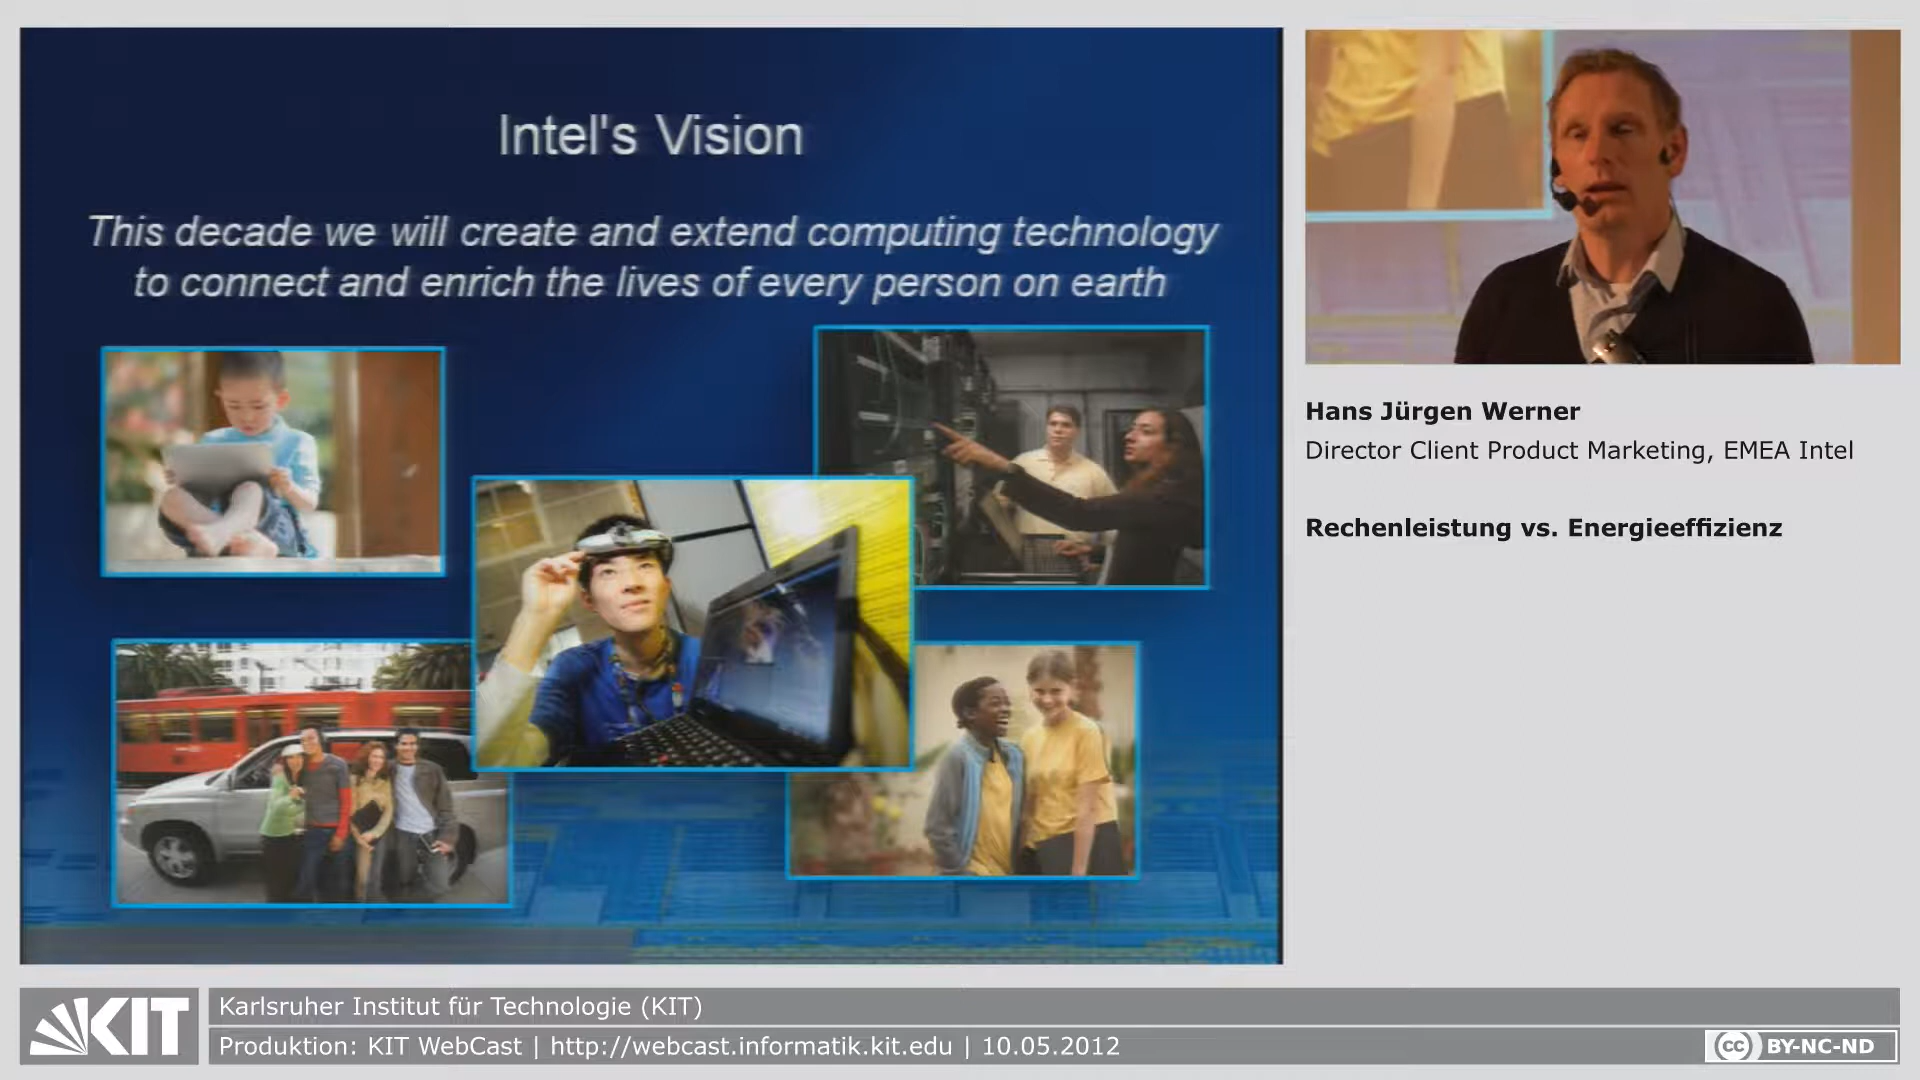 Intel's Vision
This decade we will create and extend computing technology
to connect and enrich the lives of every person on earth
Hans Jürgen Werner
Director Client Product Marketing, EMEA Intel
Rechenleistung vs. Energieeffizienz
KIT
Karlsruher Institut für Technologie (KIT)
Produktion: KIT WebCast | http://webcast.informatik.kit.edu | 10.05.2012
cc BY-NC-ND